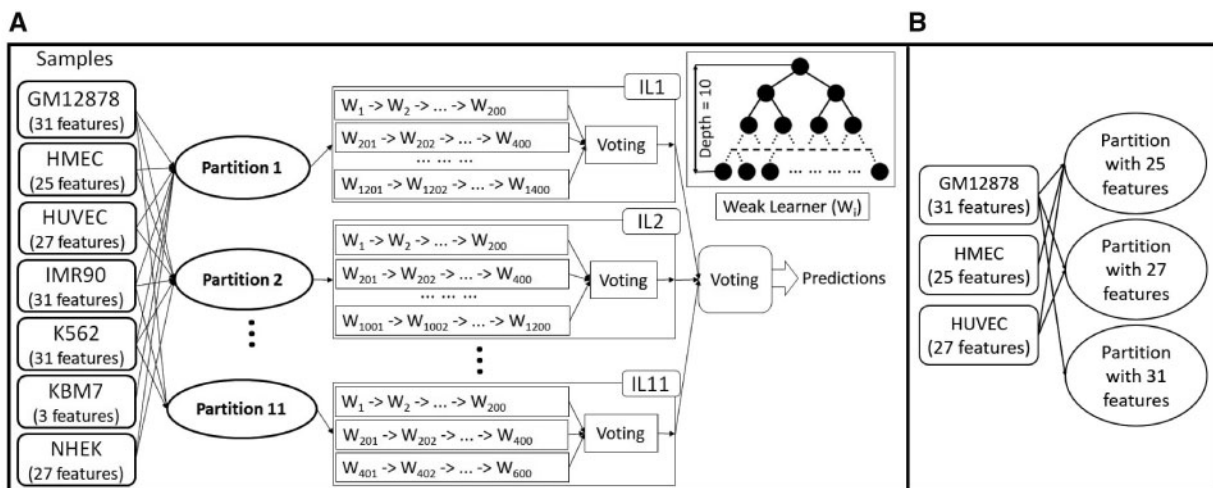 A
Samples
GM12878
(31 features)
HMEC
(25 features)
HUVEC
(27 features)
IMR90
(31 features)
K562
(31 features)
KBM7
(3 features)
NHEK
(27 features)
Partition 1
Partition 2
Partition 11
IL1
W₁ -> W₂ -> ... -> W₂₀₀
W₂₀₁ -> W₂₀₂ -> ... -> W₄₀₀
... ...
W₁₂₀₁ -> W₁₂₀₂ -> ... -> W₁₄₀₀
Voting
IL2
W₁ -> W₂ -> ... -> W₂₀₀
W₂₀₁ -> W₂₀₂ -> ... -> W₄₀₀
... ...
W₁₀₀₁ -> W₁₀₀₂ -> ... -> W₁₂₀₀
Voting
IL11
W₁ -> W₂ -> ... -> W₂₀₀
W₂₀₁ -> W₂₀₂ -> ... -> W₄₀₀
W₄₀₁ -> W₄₀₂ -> ... -> W₆₀₀
Voting
Depth = 10
... ... ...
Weak Learner (Wᵢ)
Voting
Predictions
B
GM12878
(31 features)
HMEC
(25 features)
HUVEC
(27 features)
Partition
with 25
features
Partition
with 27
features
Partition
with 31
features